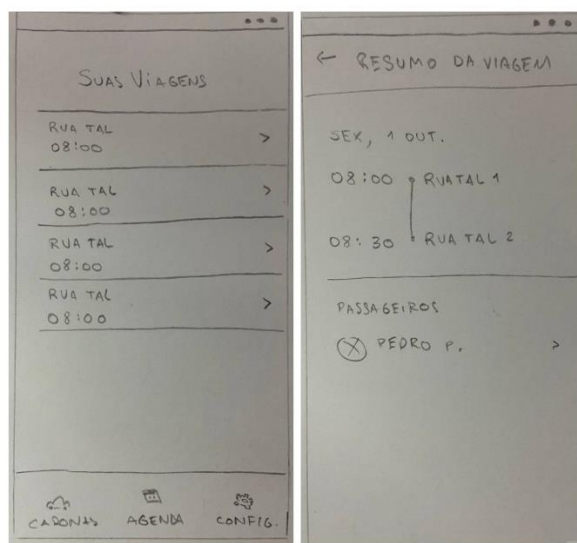 SUAS VIAGENS
RUA TAL
08:00
>
RUA TAL
08:00
>
RUA TAL
08:00
>
RUA TAL
08:00
>
CARONAS AGENDA CONFIG.
← RESUMO DA VIAGEM
SEX, 1 OUT.
08:00 RUA TAL 1
08:30 RUA TAL 2
PASSAGEIROS
PEDRO P. >